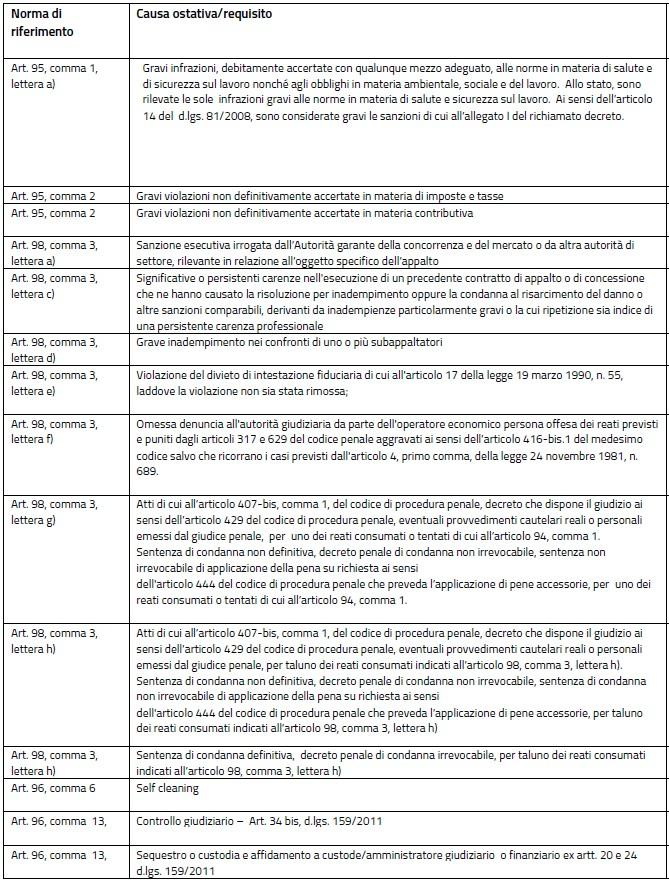 Norma di
riferimento
Causa ostativa/requisito
Art. 95, comma 1,
lettera a)
Gravi infrazioni, debitamente accertate con qualunque mezzo adeguato, alle norme in materia di salute e
di sicurezza sul lavoro nonché agli obblighi in materia ambientale, sociale e del lavoro. Allo stato, sono
rilevate le sole infrazioni gravi alle norme in materia di salute e sicurezza sul lavoro. Ai sensi dell'articolo
14 del d.lgs. 81/2008, sono considerate gravi le sanzioni di cui all'allegato I del richiamato decreto.
Art. 95, comma 2
Gravi violazioni non definitivamente accertate in materia di imposte e tasse
Art. 95, comma 2
Gravi violazioni non definitivamente accertate in materia contributiva
Art. 98, comma 3,
lettera a)
Sanzione esecutiva irrogata dall'Autorità garante della concorrenza e del mercato o da altra autorità di
settore, rilevante in relazione all'oggetto specifico dell'appalto
Art. 98, comma 3,
lettera c)
Significative o persistenti carenze nell'esecuzione di un precedente contratto di appalto o di concessione
che ne hanno causato la risoluzione per inadempimento oppure la condanna al risarcimento del danno o
altre sanzioni comparabili, derivanti da inadempienze particolarmente gravi o la cui ripetizione sia indice di
una persistente carenza professionale
Art. 98, comma 3,
lettera d)
Grave inadempimento nei confronti di uno o più subappaltatori
Art. 98, comma 3,
lettera e)
Violazione del divieto di intestazione fiduciaria di cui all'articolo 17 della legge 19 marzo 1990, n. 55,
laddove la violazione non sia stata rimossa;
Art. 98, comma 3,
lettera f)
Omessa denuncia all'autorità giudiziaria da parte dell'operatore economico persona offesa dei reati previsti
e puniti dagli articoli 317 e 629 del codice penale aggravati ai sensi dell'articolo 416-bis.1 del medesimo
codice salvo che ricorrano i casi previsti dall'articolo 4, primo comma, della legge 24 novembre 1981, n.
689.
Art. 98, comma 3,
lettera g)
Atti di cui all'articolo 407-bis, comma 1, del codice di procedura penale, decreto che dispone il giudizio ai
sensi dell'articolo 429 del codice di procedura penale, eventuali provvedimenti cautelari reali o personali
emessi dal giudice penale, per uno dei reati consumati o tentati di cui all'articolo 94, comma 1.
Sentenza di condanna non definitiva, decreto penale di condanna non irrevocabile, sentenza non
irrevocabile di applicazione della pena su richiesta ai sensi
dell'articolo 444 del codice di procedura penale che preveda l'applicazione di pene accessorie, per uno dei
reati consumati o tentati di cui all'articolo 94, comma 1.
Art. 98, comma 3,
lettera h)
Atti di cui all'articolo 407-bis, comma 1, del codice di procedura penale, decreto che dispone il giudizio ai
sensi dell'articolo 429 del codice di procedura penale, eventuali provvedimenti cautelari reali o personali
emessi dal giudice penale, per taluno dei reati consumati indicati all'articolo 98, comma 3, lettera h).
Sentenza di condanna non definitiva, decreto penale di condanna non irrevocabile, sentenza di condanna
non irrevocabile di applicazione della pena su richiesta ai sensi
dell'articolo 444 del codice di procedura penale che preveda l'applicazione di pene accessorie, per taluno
dei reati consumati indicati all'articolo 98, comma 3, lettera h)
Art. 98, comma 3,
lettera h)
Sentenza di condanna definitiva, decreto penale di condanna irrevocabile, per taluno dei reati consumati
indicati all'articolo 98, comma 3, lettera h)
Art. 96, comma 6
Self cleaning
Art. 96, comma 13,
Controllo giudiziario – Art. 34 bis, d.lgs. 159/2011
Art. 96, comma 13,
Sequestro o custodia e affidamento a custode/amministratore giudiziario o finanziario ex artt. 20 e 24
d.lgs. 159/2011